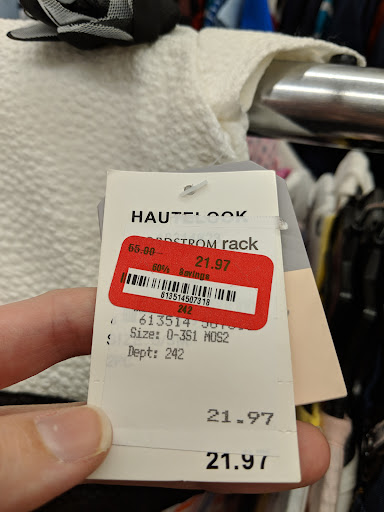 HAUTELOOK
NORDSTROM rack
55.00
21.97
60% Savings
613514507318
242
613514
Size: 0-3S1 MOS2
Dept: 242
21.97
21.97